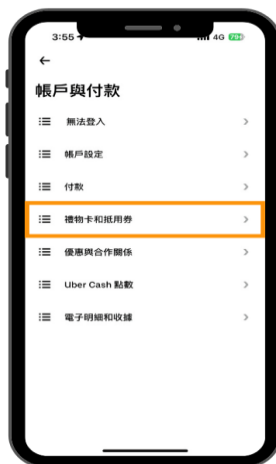 3:55
4G 79
帳戶與付款
無法登入
帳戶設定
付款
禮物卡和抵用券
優惠與合作關係
Uber Cash 點數
電子明細和收據